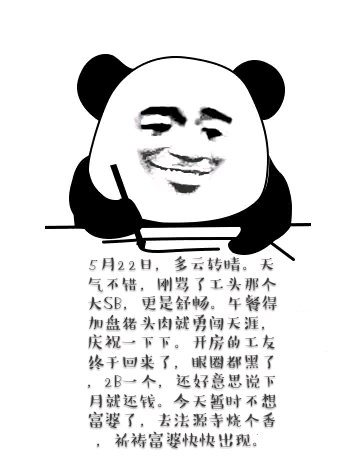 5月22日，多云转晴。天
气不错，刚骂了工头那个
大SB，更是舒畅。午餐得
加盘猪头肉就勇闯天涯，
庆祝一下下。开房的工友
终于回来了，眼圈都黑了
，2B一个，还好意思说下
月就还钱。今天暂时不想
富婆了，去法源寺烧个香
，祈祷富婆快快出现。